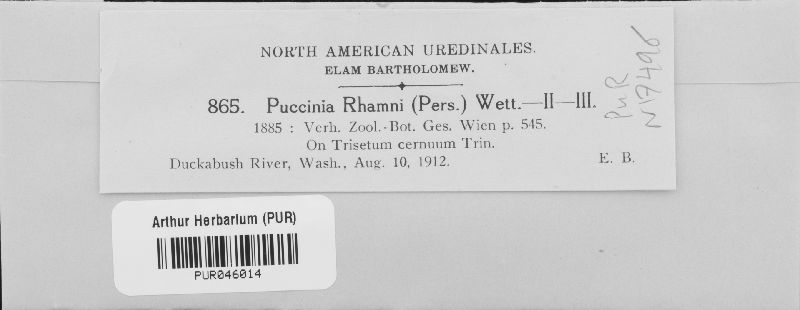 NORTH AMERICAN UREDINALES.
ELAM BARTHOLOMEW.
865. Puccinia Rhamni (Pers.) Wett.—II—III.
1885 : Verh. Zool.-Bot. Ges. Wien p. 545.
On Trisetum cernuum Trin.
Duckabush River, Wash., Aug. 10, 1912. E. B.
PUR
N17496
Arthur Herbarium (PUR)
PUR046014